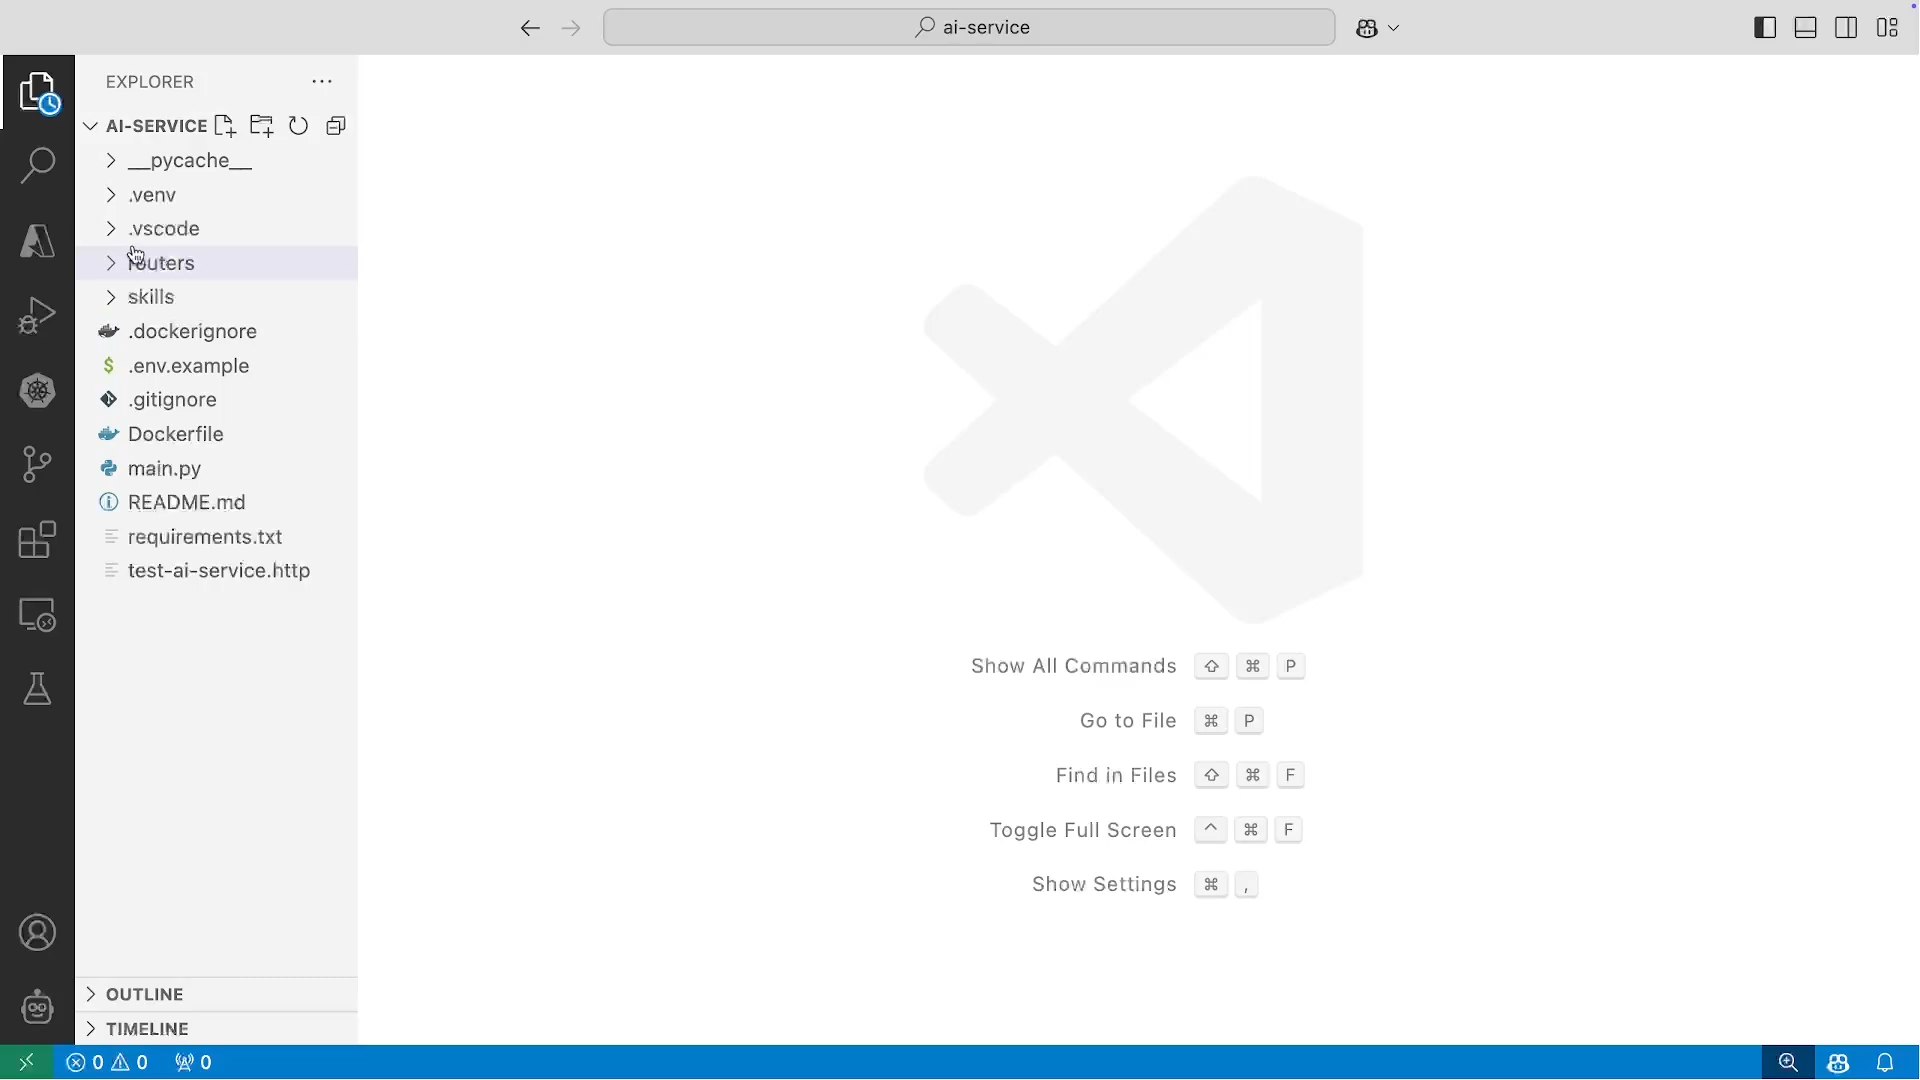 ai-service
EXPLORER
AI-SERVICE
__pycache__
.venv
.vscode
routers
skills
.dockerignore
.env.example
.gitignore
Dockerfile
main.py
README.md
requirements.txt
test-ai-service.http
Show All Commands ⇧ ⌘ P
Go to File ⌘ P
Find in Files ⇧ ⌘ F
Toggle Full Screen ^ ⌘ F
Show Settings ⌘ ,
OUTLINE
TIMELINE
0 0 0